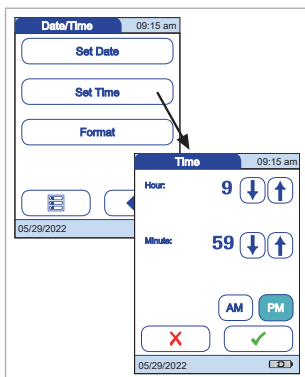 Date/Time 09:15 am
Set Date
Set Time
Format
05/29/2022
Time 09:15 am
Hour: 9
Minute: 59
AM PM
05/29/2022